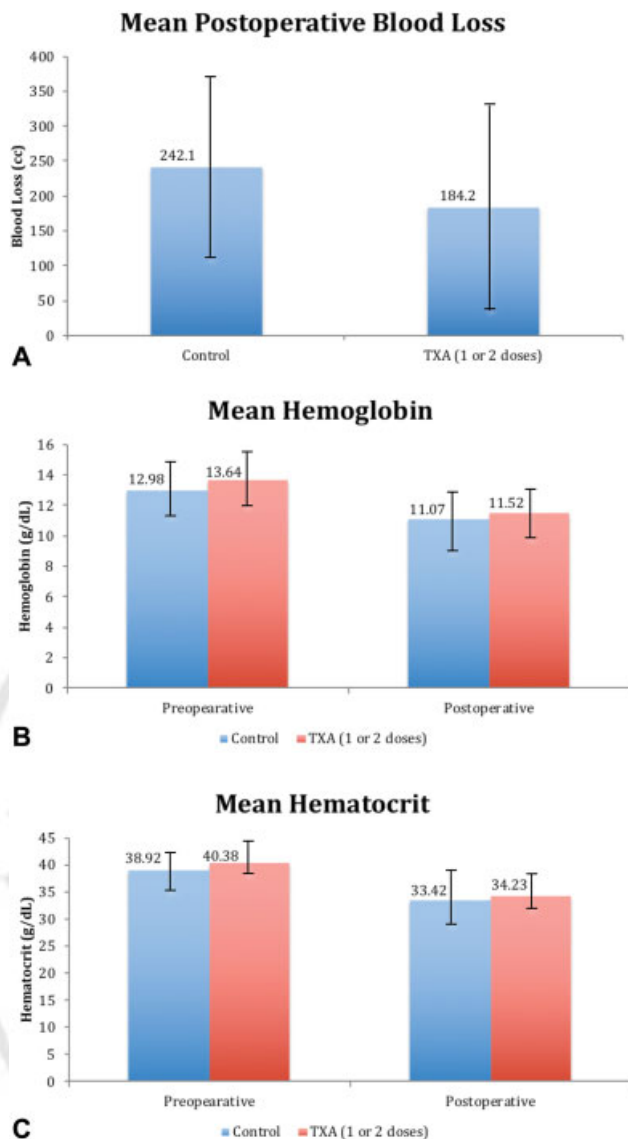 Mean Postoperative Blood Loss
400
350
300
250
200
150
100
50
0
Blood Loss (cc)
242.1
184.2
Control
TXA (1 or 2 doses)
A
Mean Hemoglobin
16
14
12
10
8
6
4
2
0
Hemoglobin (g/dL)
12.98
13.64
11.07
11.52
Preopearative
Postoperative
Control
TXA (1 or 2 doses)
B
Mean Hematocrit
45
40
35
30
25
20
15
10
5
0
Hematocrit (g/dL)
38.92
40.38
33.42
34.23
Preopearative
Postoperative
Control
TXA (1 or 2 doses)
C